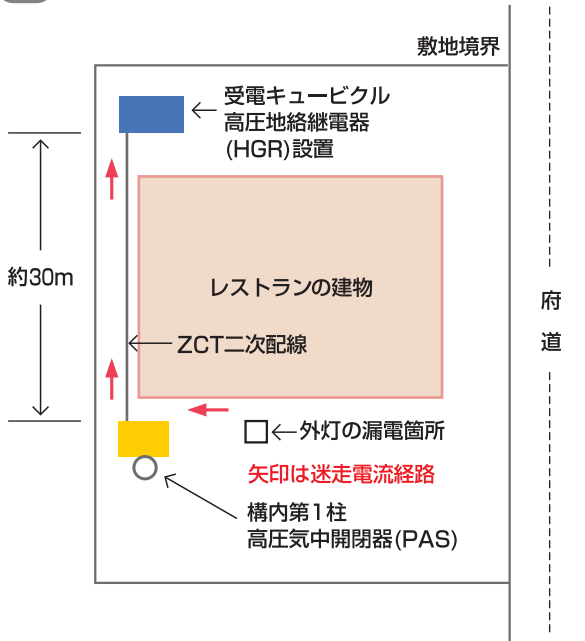 敷地境界
受電キュービクル
高圧地絡継電器
(HGR)設置
約30m
レストランの建物
府道
ZCT二次配線
外灯の漏電箇所
矢印は迷走電流経路
構内第1柱
高圧気中開閉器(PAS)